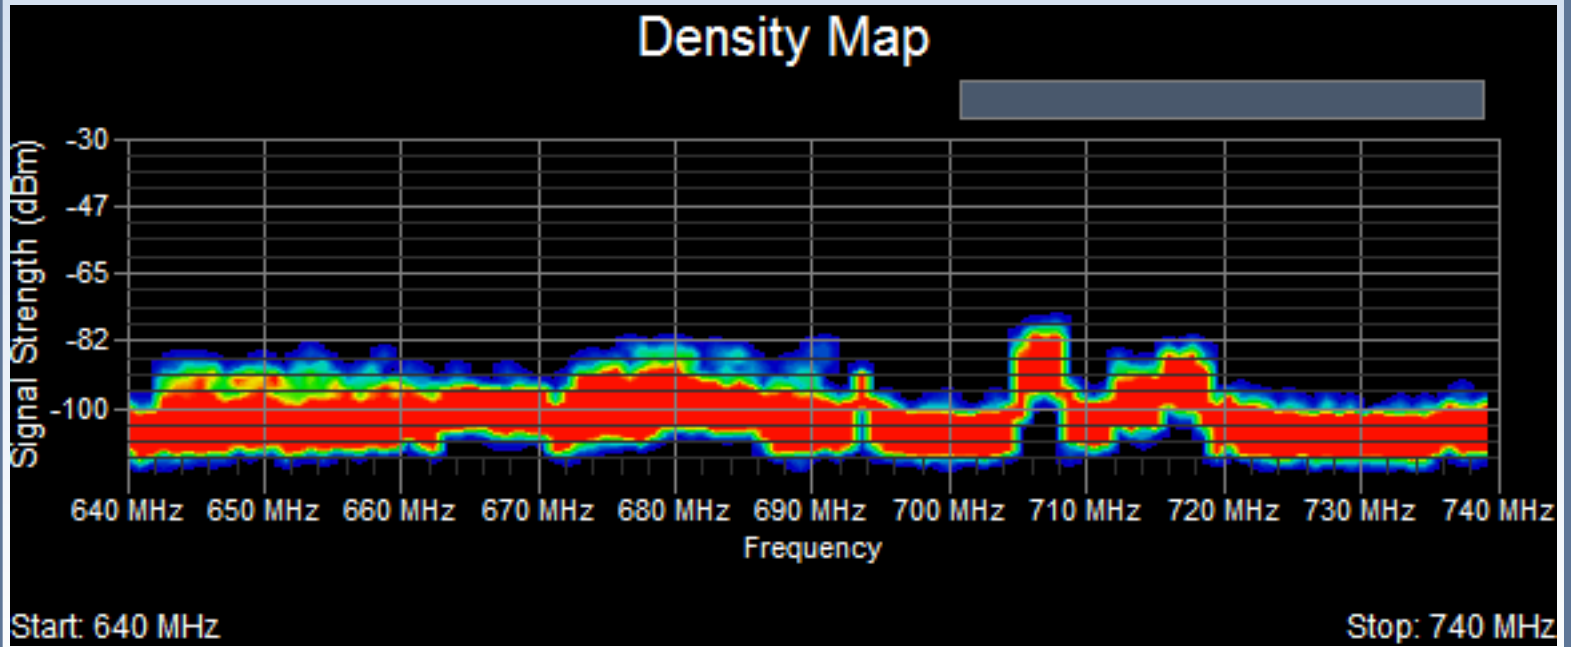 Density Map
Signal Strength (dBm)
-30
-47
-65
-82
-100
640 MHz 650 MHz 660 MHz 670 MHz 680 MHz 690 MHz 700 MHz 710 MHz 720 MHz 730 MHz 740 MHz
Frequency
Start: 640 MHz Stop: 740 MHz